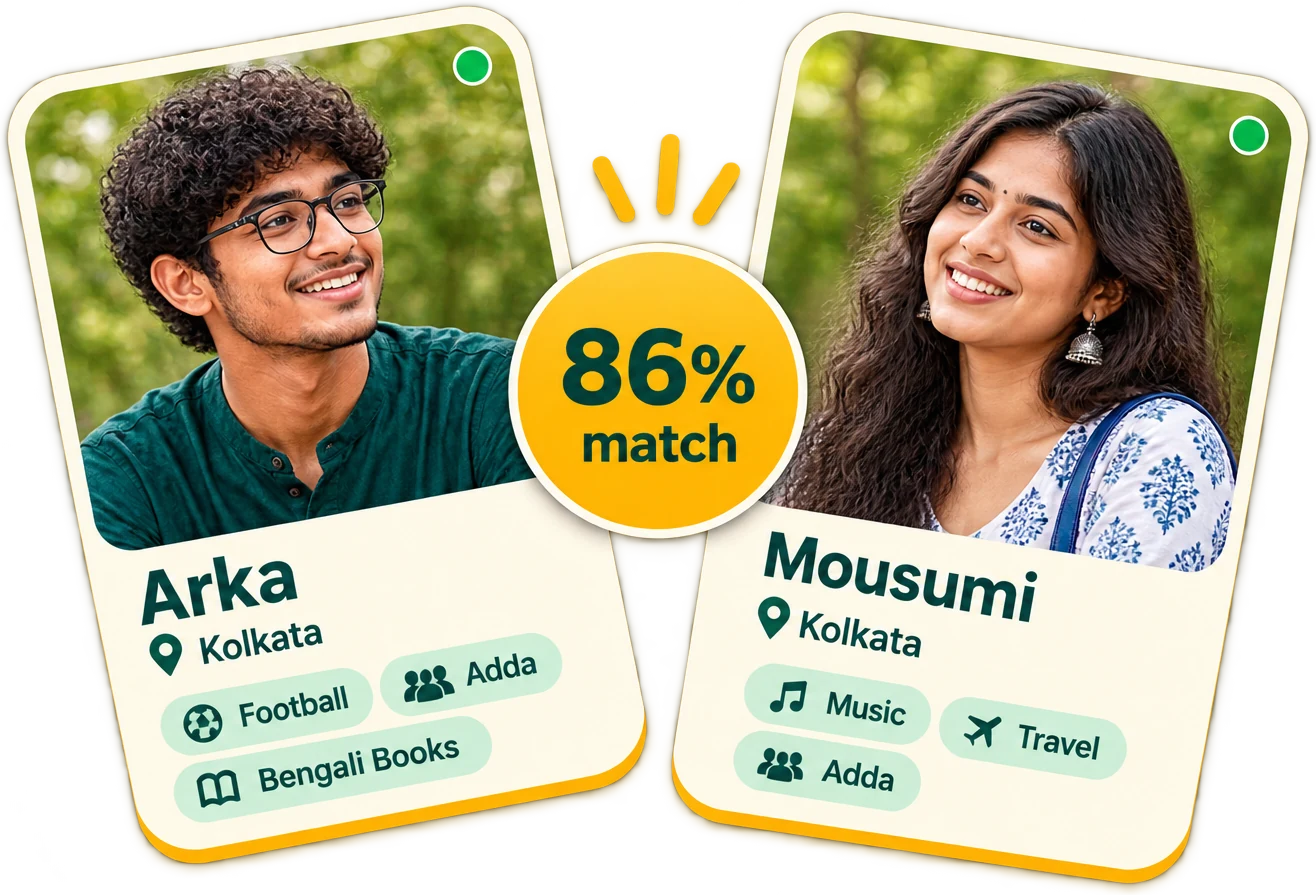 Arka
Kolkata
Football
Adda
Bengali Books
86%
match
Mousumi
Kolkata
Music
Travel
Adda